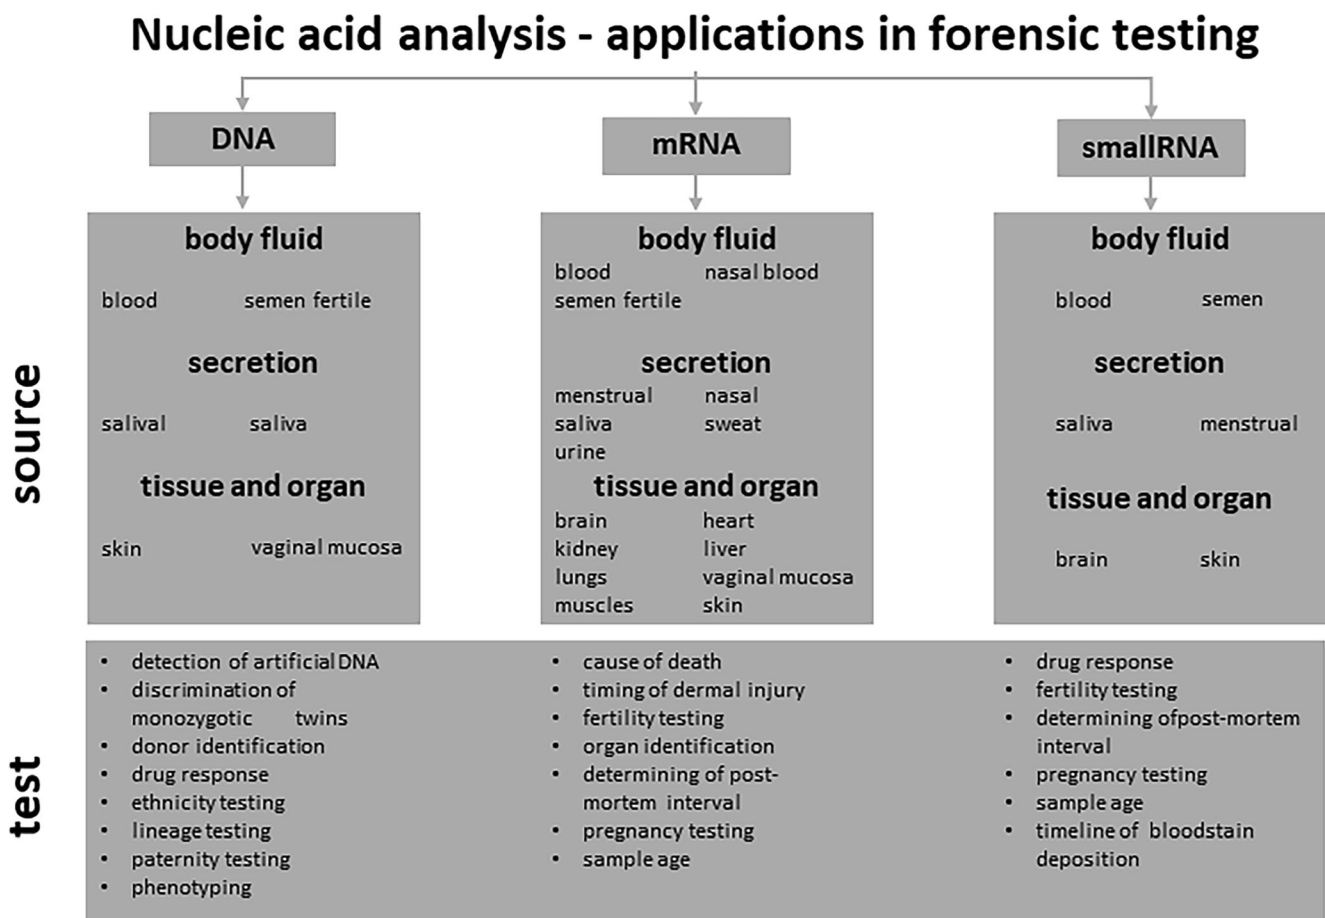 Nucleic acid analysis - applications in forensic testing
DNA
mRNA
smallRNA
source
body fluid
blood semen fertile
secretion
salival saliva
tissue and organ
skin vaginal mucosa
body fluid
blood nasal blood
semen fertile
secretion
menstrual nasal
saliva sweat
urine
tissue and organ
brain heart
kidney liver
lungs vaginal mucosa
muscles skin
body fluid
blood semen
secretion
saliva menstrual
tissue and organ
brain skin
test
• detection of artificial DNA
• discrimination of
monozygotic twins
• donor identification
• drug response
• ethnicity testing
• lineage testing
• paternity testing
• phenotyping
• cause of death
• timing of dermal injury
• fertility testing
• organ identification
• determining of post-
mortem interval
• pregnancy testing
• sample age
• drug response
• fertility testing
• determining ofpost-mortem
interval
• pregnancy testing
• sample age
• timeline of bloodstain
deposition